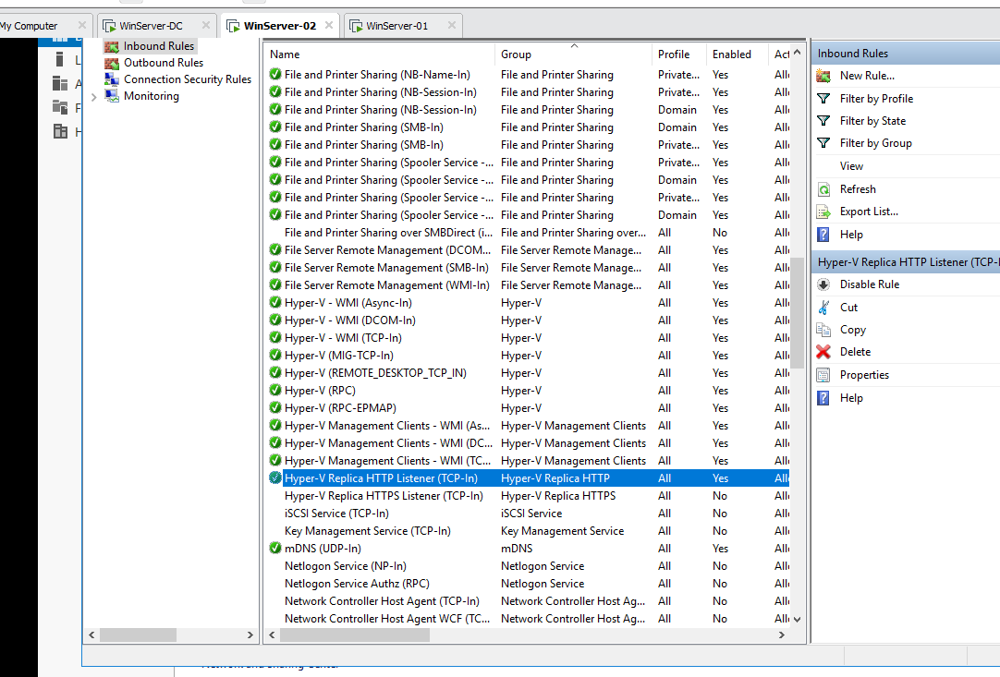 My Computer
WinServer-DC
WinServer-02
WinServer-01
Inbound Rules
Outbound Rules
Connection Security Rules
Monitoring
Name Group Profile Enabled
File and Printer Sharing (NB-Name-In) File and Printer Sharing Private... Yes All
File and Printer Sharing (NB-Session-In) File and Printer Sharing Private... Yes All
File and Printer Sharing (NB-Session-In) File and Printer Sharing Domain Yes All
File and Printer Sharing (SMB-In) File and Printer Sharing Domain Yes All
File and Printer Sharing (SMB-In) File and Printer Sharing Private... Yes All
File and Printer Sharing (Spooler Service -... File and Printer Sharing Private... Yes All
File and Printer Sharing (Spooler Service -... File and Printer Sharing Domain Yes All
File and Printer Sharing (Spooler Service -... File and Printer Sharing Private... Yes All
File and Printer Sharing (Spooler Service -... File and Printer Sharing Domain Yes All
File and Printer Sharing over SMBDirect (i... File and Printer Sharing over... All No All
File Server Remote Management (DCOM... File Server Remote Manage... All Yes All
File Server Remote Management (SMB-In) File Server Remote Manage... All Yes All
File Server Remote Management (WMI-In) File Server Remote Manage... All Yes All
Hyper-V - WMI (Async-In) Hyper-V All Yes All
Hyper-V - WMI (DCOM-In) Hyper-V All Yes All
Hyper-V - WMI (TCP-In) Hyper-V All Yes All
Hyper-V (MIG-TCP-In) Hyper-V All Yes All
Hyper-V (REMOTE_DESKTOP_TCP_IN) Hyper-V All Yes All
Hyper-V (RPC) Hyper-V All Yes All
Hyper-V (RPC-EPMAP) Hyper-V All Yes All
Hyper-V Management Clients - WMI (As... Hyper-V Management Clients All Yes All
Hyper-V Management Clients - WMI (DC... Hyper-V Management Clients All Yes All
Hyper-V Management Clients - WMI (TC... Hyper-V Management Clients All Yes All
Hyper-V Replica HTTP Listener (TCP-In) Hyper-V Replica HTTP All Yes All
Hyper-V Replica HTTPS Listener (TCP-In) Hyper-V Replica HTTPS All No All
iSCSI Service (TCP-In) iSCSI Service All No All
Key Management Service (TCP-In) Key Management Service All No All
mDNS (UDP-In) mDNS All Yes All
Netlogon Service (NP-In) Netlogon Service All No All
Netlogon Service Authz (RPC) Netlogon Service All No All
Network Controller Host Agent (TCP-In) Network Controller Host Ag... All No All
Network Controller Host Agent WCF (TC... Network Controller Host Ag... All No All
Inbound Rules
New Rule...
Filter by Profile
Filter by State
Filter by Group
View
Refresh
Export List...
Help
Hyper-V Replica HTTP Listener (TCP-
Disable Rule
Cut
Copy
Delete
Properties
Help